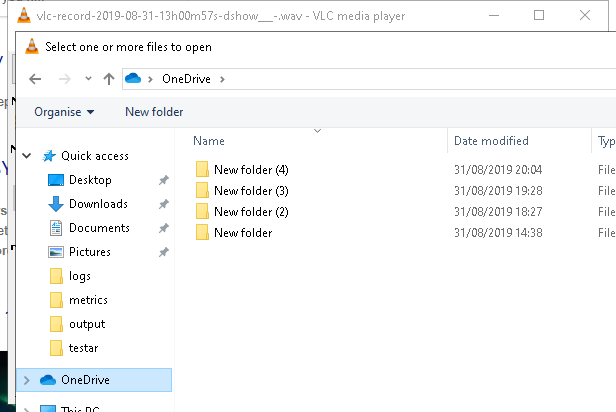 vlc-record-2019-08-31-13h00m57s-dshow___-.wav - VLC media player
Select one or more files to open
OneDrive
Organise
New folder
Name
Date modified
Typ
Quick access
Desktop
Downloads
Documents
Pictures
logs
metrics
output
testar
OneDrive
This PC
New folder (4) 31/08/2019 20:04 File
New folder (3) 31/08/2019 19:28 File
New folder (2) 31/08/2019 18:27 File
New folder 31/08/2019 14:38 File